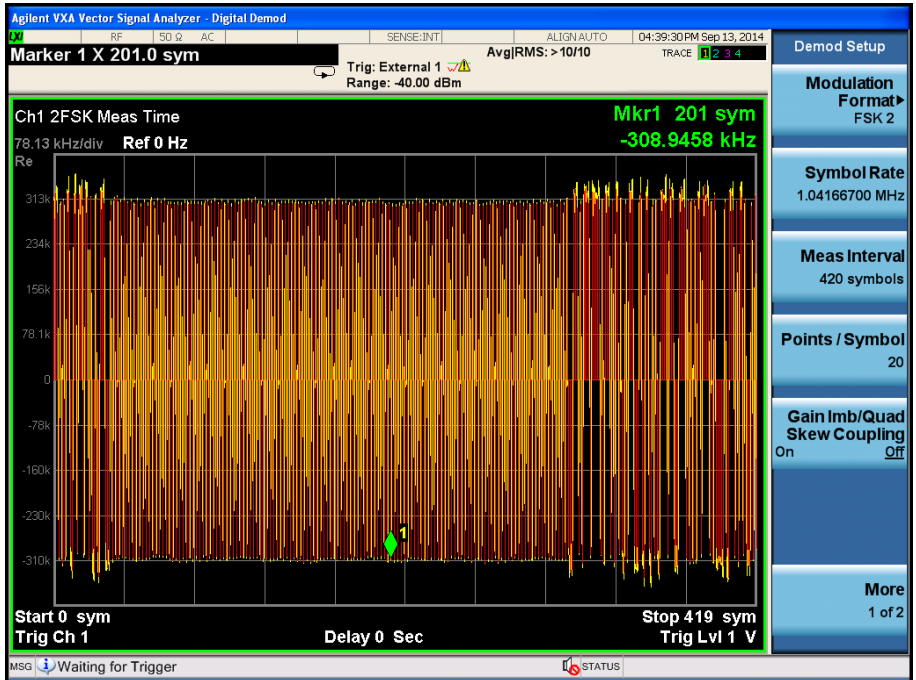 Agilent VXA Vector Signal Analyzer - Digital Demod
LXI RF 50 Ω AC SENSE:INT ALIGN AUTO 04:39:30 PM Sep 13, 2014
Marker 1 X 201.0 sym
Trig: External 1
Range: -40.00 dBm
Avg|RMS: >10/10
TRACE 1 2 3 4
Ch1 2FSK Meas Time
Mkr1 201 sym
78.13 kHz/div Ref 0 Hz
-308.9458 kHz
Re
313k
234k
156k
78.1k
0
-78k
-160k
-230k
-310k
1
Start 0 sym
Stop 419 sym
Trig Ch 1
Delay 0 Sec
Trig Lvl 1 V
Demod Setup
Modulation
Format
FSK 2
Symbol Rate
1.04166700 MHz
Meas Interval
420 symbols
Points / Symbol
20
Gain Imb/Quad
Skew Coupling
On Off
More
1 of 2
MSG Waiting for Trigger
STATUS